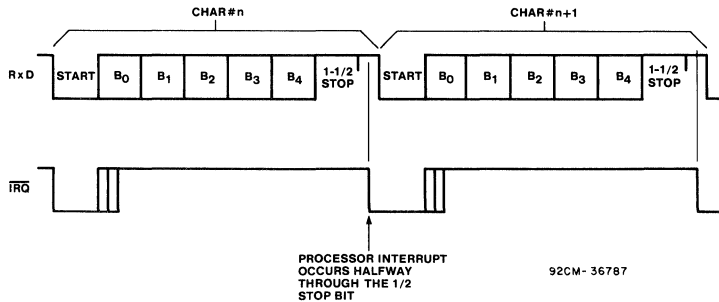 CHAR#n CHAR#n+1
RxD START B0 B1 B2 B3 B4 1-1/2 STOP START B0 B1 B2 B3 B4 1-1/2 STOP
IRQ
PROCESSOR INTERRUPT
OCCURS HALFWAY
THROUGH THE 1/2
STOP BIT
92CM-36787